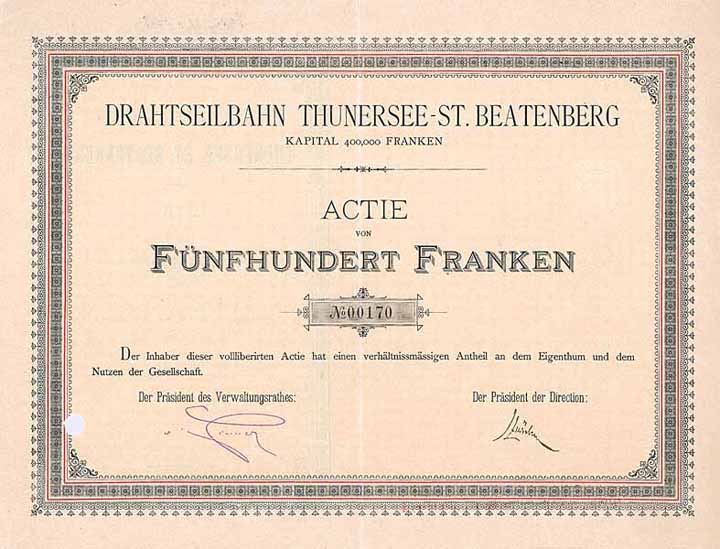 DRAHTSEILBAHN THUNERSEE-ST. BEATENBERG
KAPITAL 400,000 FRANKEN
ACTIE
VON
FÜNFHUNDERT FRANKEN
No 00170
Der Inhaber dieser vollliberirten Actie hat einen verhältnissmässigen Antheil an dem Eigenthum und dem
Nutzen der Gesellschaft.
Der Präsident des Verwaltungsrathes: Der Präsident der Direction: